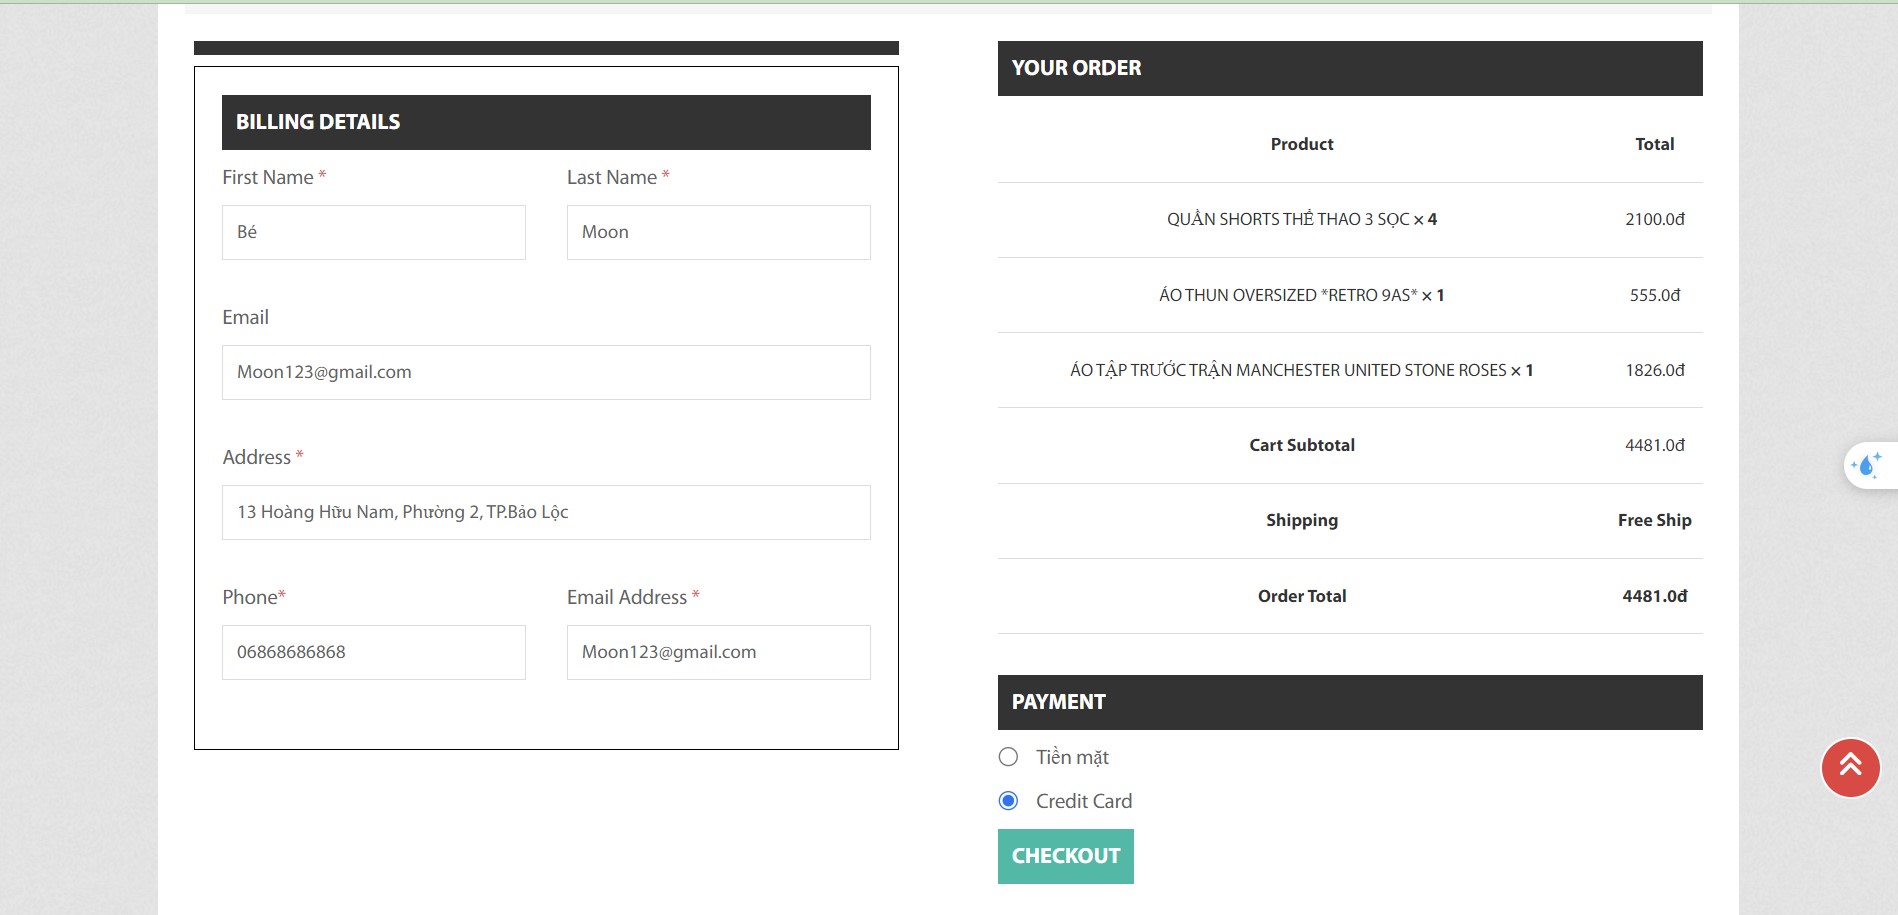 BILLING DETAILS
First Name *
Last Name *
Bé
Moon
Email
Moon123@gmail.com
Address *
13 Hoàng Hữu Nam, Phường 2, TP.Bảo Lộc
Phone*
Email Address *
06868686868
Moon123@gmail.com
YOUR ORDER
Product Total
QUẦN SHORTS THỂ THAO 3 SỌC × 4 2100.0đ
ÁO THUN OVERSIZED *RETRO 9AS* × 1 555.0đ
ÁO TẬP TRƯỚC TRẬN MANCHESTER UNITED STONE ROSES × 1 1826.0đ
Cart Subtotal 4481.0đ
Shipping Free Ship
Order Total 4481.0đ
PAYMENT
Tiền mặt
Credit Card
CHECKOUT